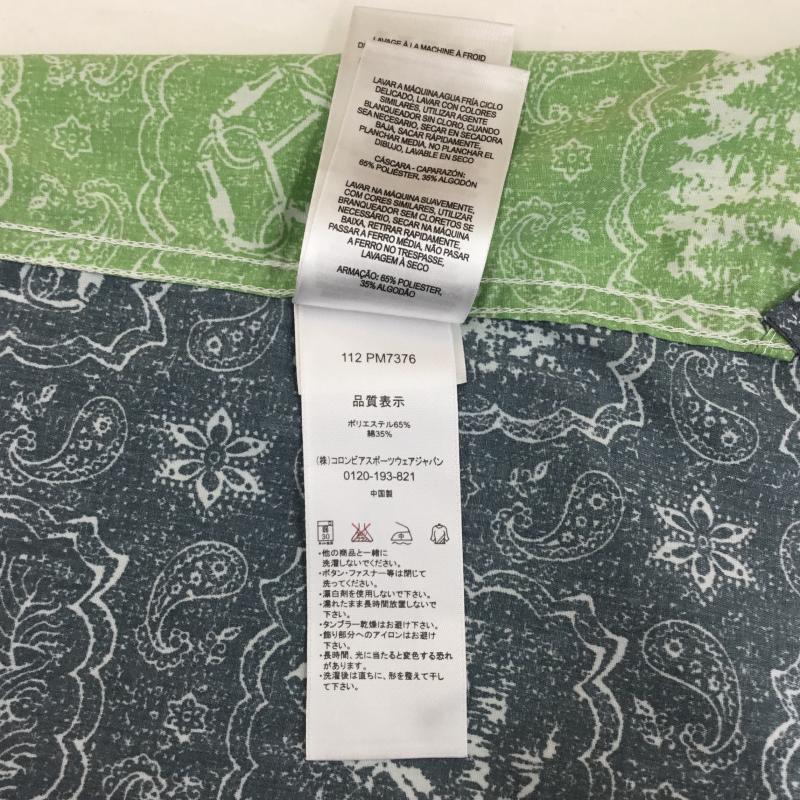 LAVAGE À LA MACHINE À FROID
LAVAR A MÁQUINA AGUA FRÍA CICLO
DELICADO, LAVAR CON COLORES
SIMILARES, UTILIZAR AGENTE
BLANQUEADOR SIN CLORO, CUANDO
SEA NECESARIO, SECAR EN SECADORA
BAJA, SACAR RÁPIDAMENTE,
PLANCHAR MEDIA, NO PLANCHAR EL
DIBUJO, LAVABLE EN SECO
CÁSCARA - CAPARAZÓN:
65% POLIÉSTER, 35% ALGODÓN
LAVAR NA MÁQUINA SUAVEMENTE,
COM CORES SIMILARES, UTILIZAR
BRANQUEADOR SEM CLORETOS SE
NECESSÁRIO, SECAR NA MÁQUINA
BAIXA, RETIRAR RAPIDAMENTE,
PASSAR A FERRO MÉDIA, NÃO PASAR
A FERRO NO TRESPASSE,
LAVAGEM À SECO
ARMAÇÃO: 65% POLIESTER,
35% ALGODÃO
112 PM7376
品質表示
ポリエステル65%
綿35%
(株)コロンビアスポーツウェアジャパン
0120-193-821
中国製
弱
30
中
・他の商品と一緒に
洗濯しないでください。
・ボタン・ファスナー等は閉じて
洗ってください。
・漂白剤を使用しないで下さい。
・濡れたまま長時間放置しないで
下さい。
・タンブラー乾燥はお避け下さい。
・飾り部分へのアイロンはお避け
下さい。
・長時間、光に当たると変色する恐れ
があります。
・洗濯後は直ちに、形を整えて干し
て下さい。